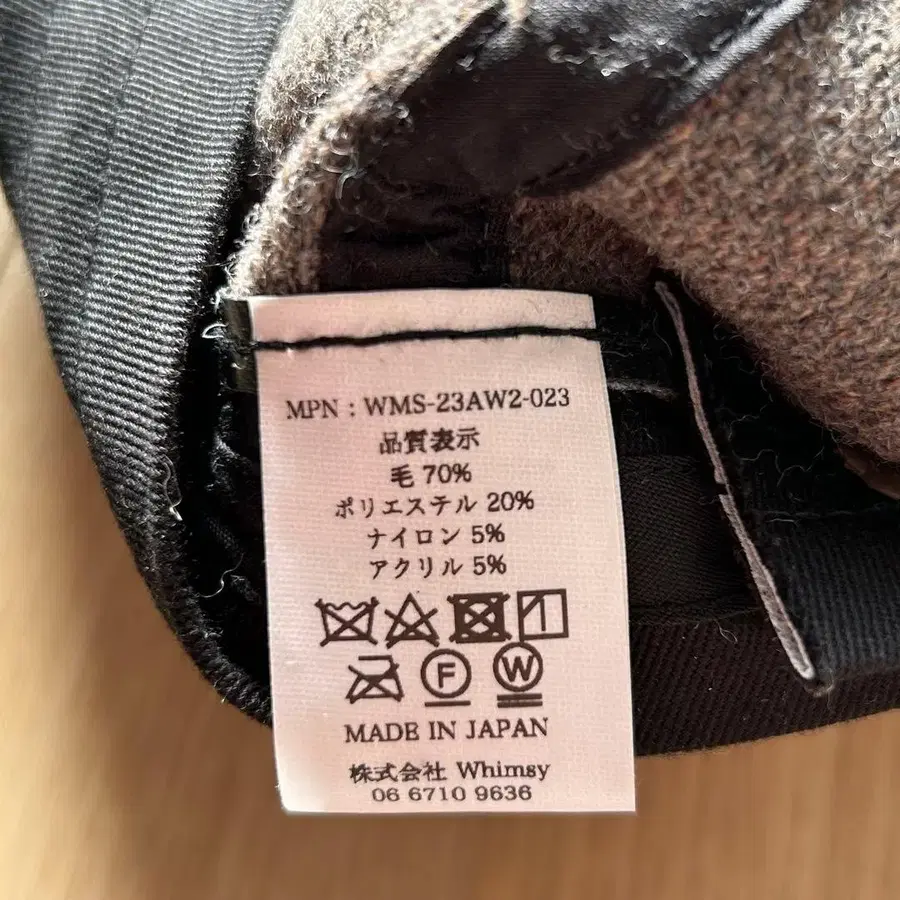 MPN : WMS-23AW2-023
品質表示
毛 70%
ポリエステル 20%
ナイロン 5%
アクリル 5%
F W
MADE IN JAPAN
株式会社 Whimsy
06 6710 9636